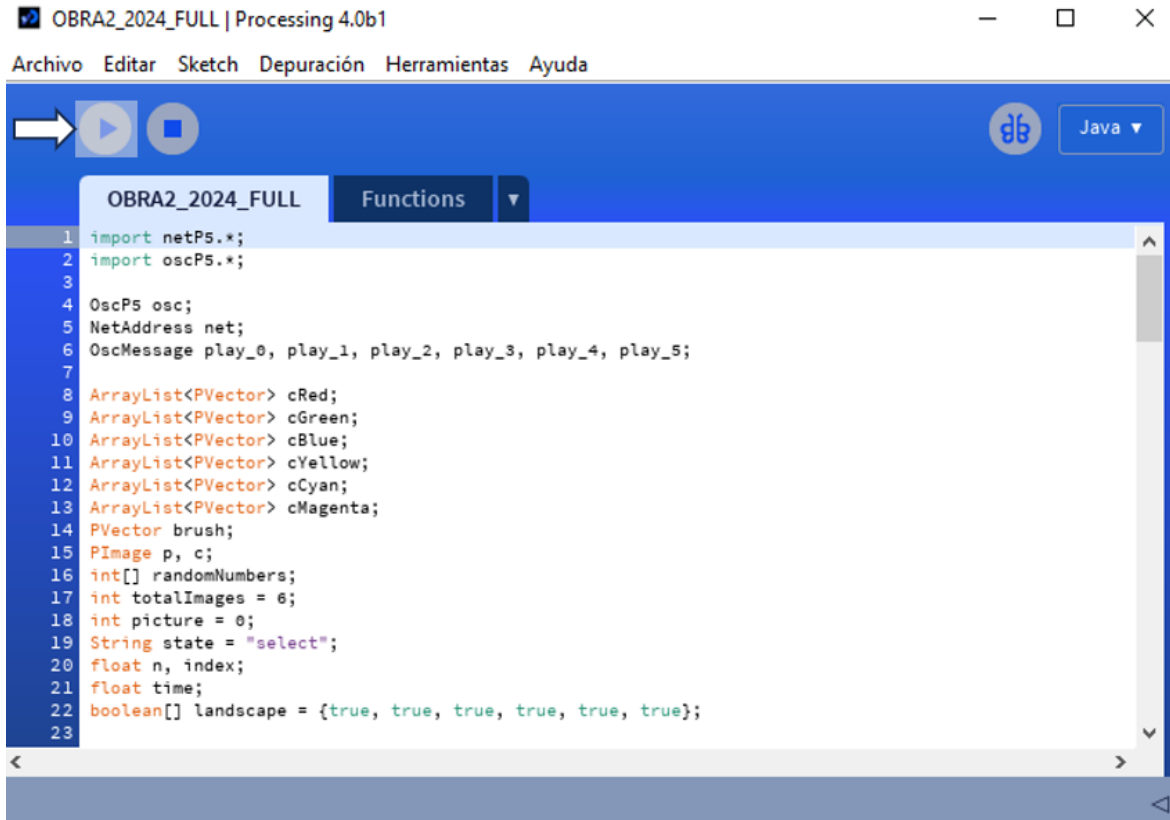 OBRA2_2024_FULL | Processing 4.0b1
Archivo Editar Sketch Depuración Herramientas Ayuda
Java ▼
OBRA2_2024_FULL Functions ▼
1 import netP5.*;
2 import oscP5.*;
3
4 OscP5 osc;
5 NetAddress net;
6 OscMessage play_0, play_1, play_2, play_3, play_4, play_5;
7
8 ArrayList<PVector> cRed;
9 ArrayList<PVector> cGreen;
10 ArrayList<PVector> cBlue;
11 ArrayList<PVector> cYellow;
12 ArrayList<PVector> cCyan;
13 ArrayList<PVector> cMagenta;
14 PVector brush;
15 PImage p, c;
16 int[] randomNumbers;
17 int totalImages = 6;
18 int picture = 0;
19 String state = "select";
20 float n, index;
21 float time;
22 boolean[] landscape = {true, true, true, true, true, true};
23